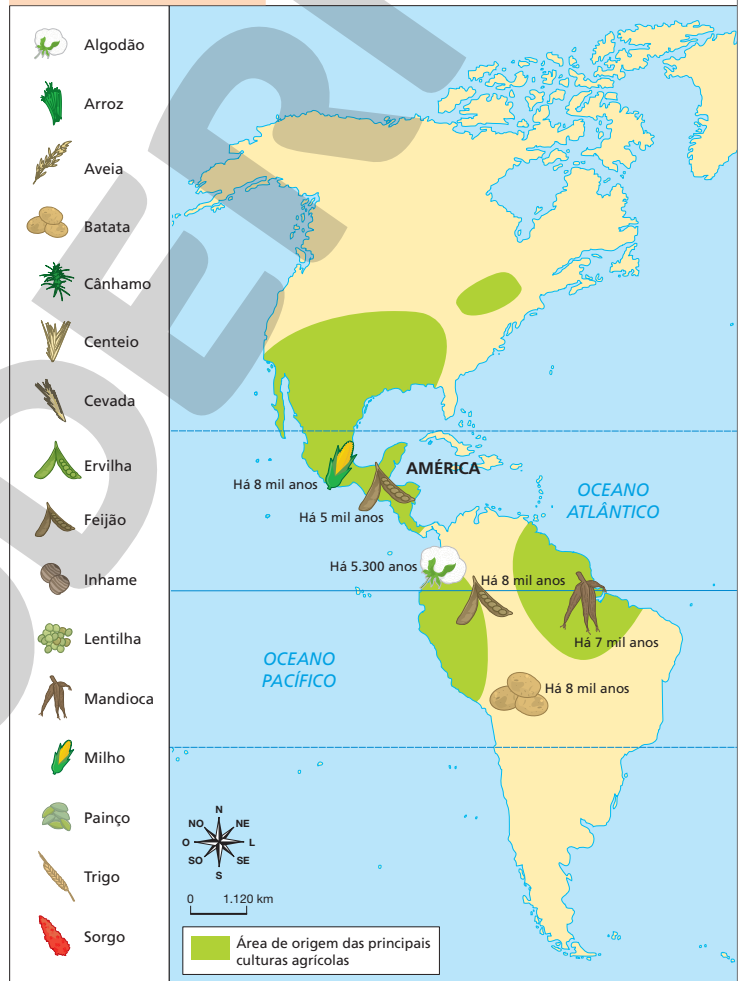 Algodão
Arroz
Aveia
Batata
Cânhamo
Centeio
Cevada
Ervilha
Feijão
Inhame
Lentilha
Mandioca
Milho
Painço
Trigo
Sorgo
AMÉRICA
Há 8 mil anos
Há 5 mil anos
OCEANO
ATLÂNTICO
Há 5.300 anos
Há 8 mil anos
Há 7 mil anos
OCEANO
PACÍFICO
Há 8 mil anos
N
NO NE
O L
SO SE
S
0 1.120 km
Área de origem das principais
culturas agrícolas